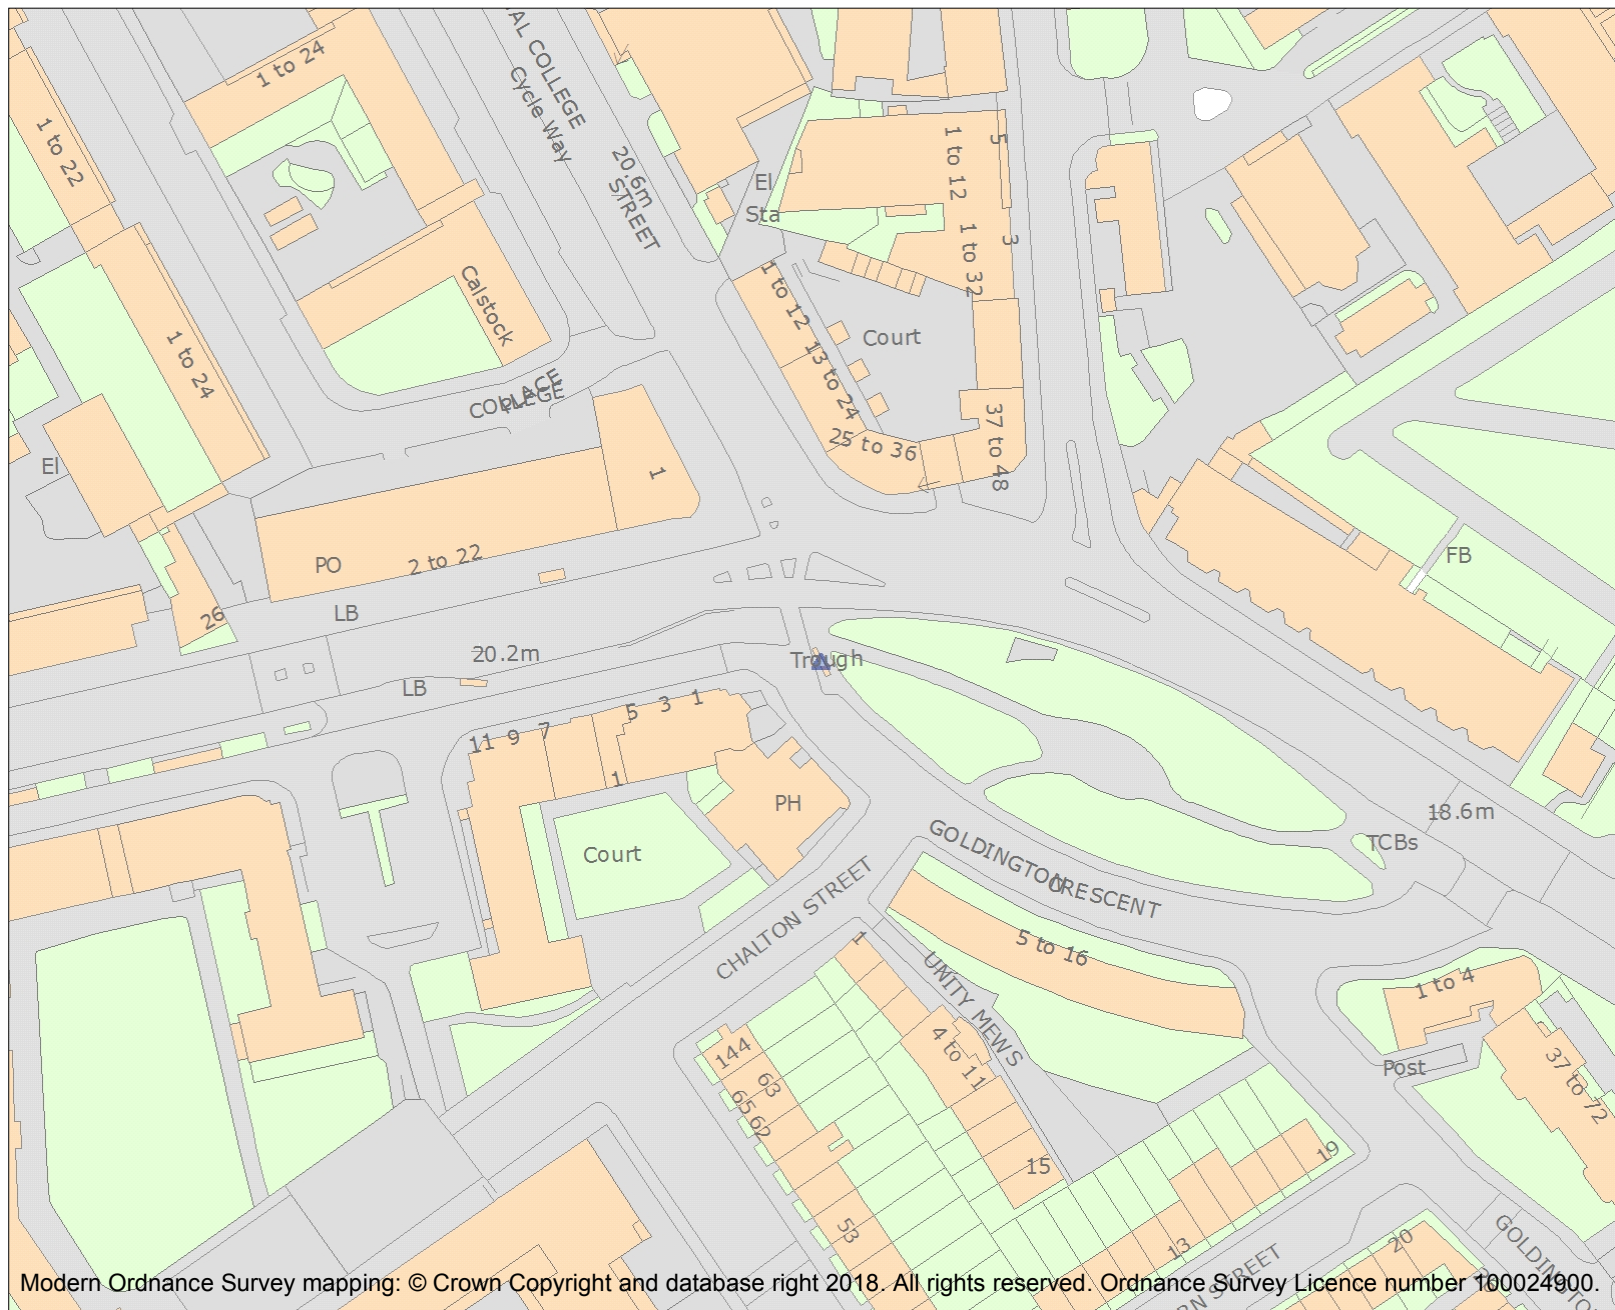 1 to 24
AL COLLEGE
Cycle Way
20.6m
STREET
1 to 22
El
Sta
1 to 12
5
3
1 to 32
Calstock
1 to 24
1 to 12
13 to 24
Court
25 to 36
37 to 48
COLLEGE
PLACE
El
1
PO
2 to 22
FB
26
LB
20.2m
LB
Trough
11 9 7
5 3 1
1
PH
18.6m
TCBs
Court
GOLDINGTON
CRESCENT
CHALTON STREET
1
5 to 16
UNITY MEWS
1 to 4
144
63
4 to 11
Post
37 to 72
65
62
15
19
53
13
20
RN STREET
GOLDINGTO
Modern Ordnance Survey mapping: © Crown Copyright and database right 2018. All rights reserved. Ordnance Survey Licence number 100024900.